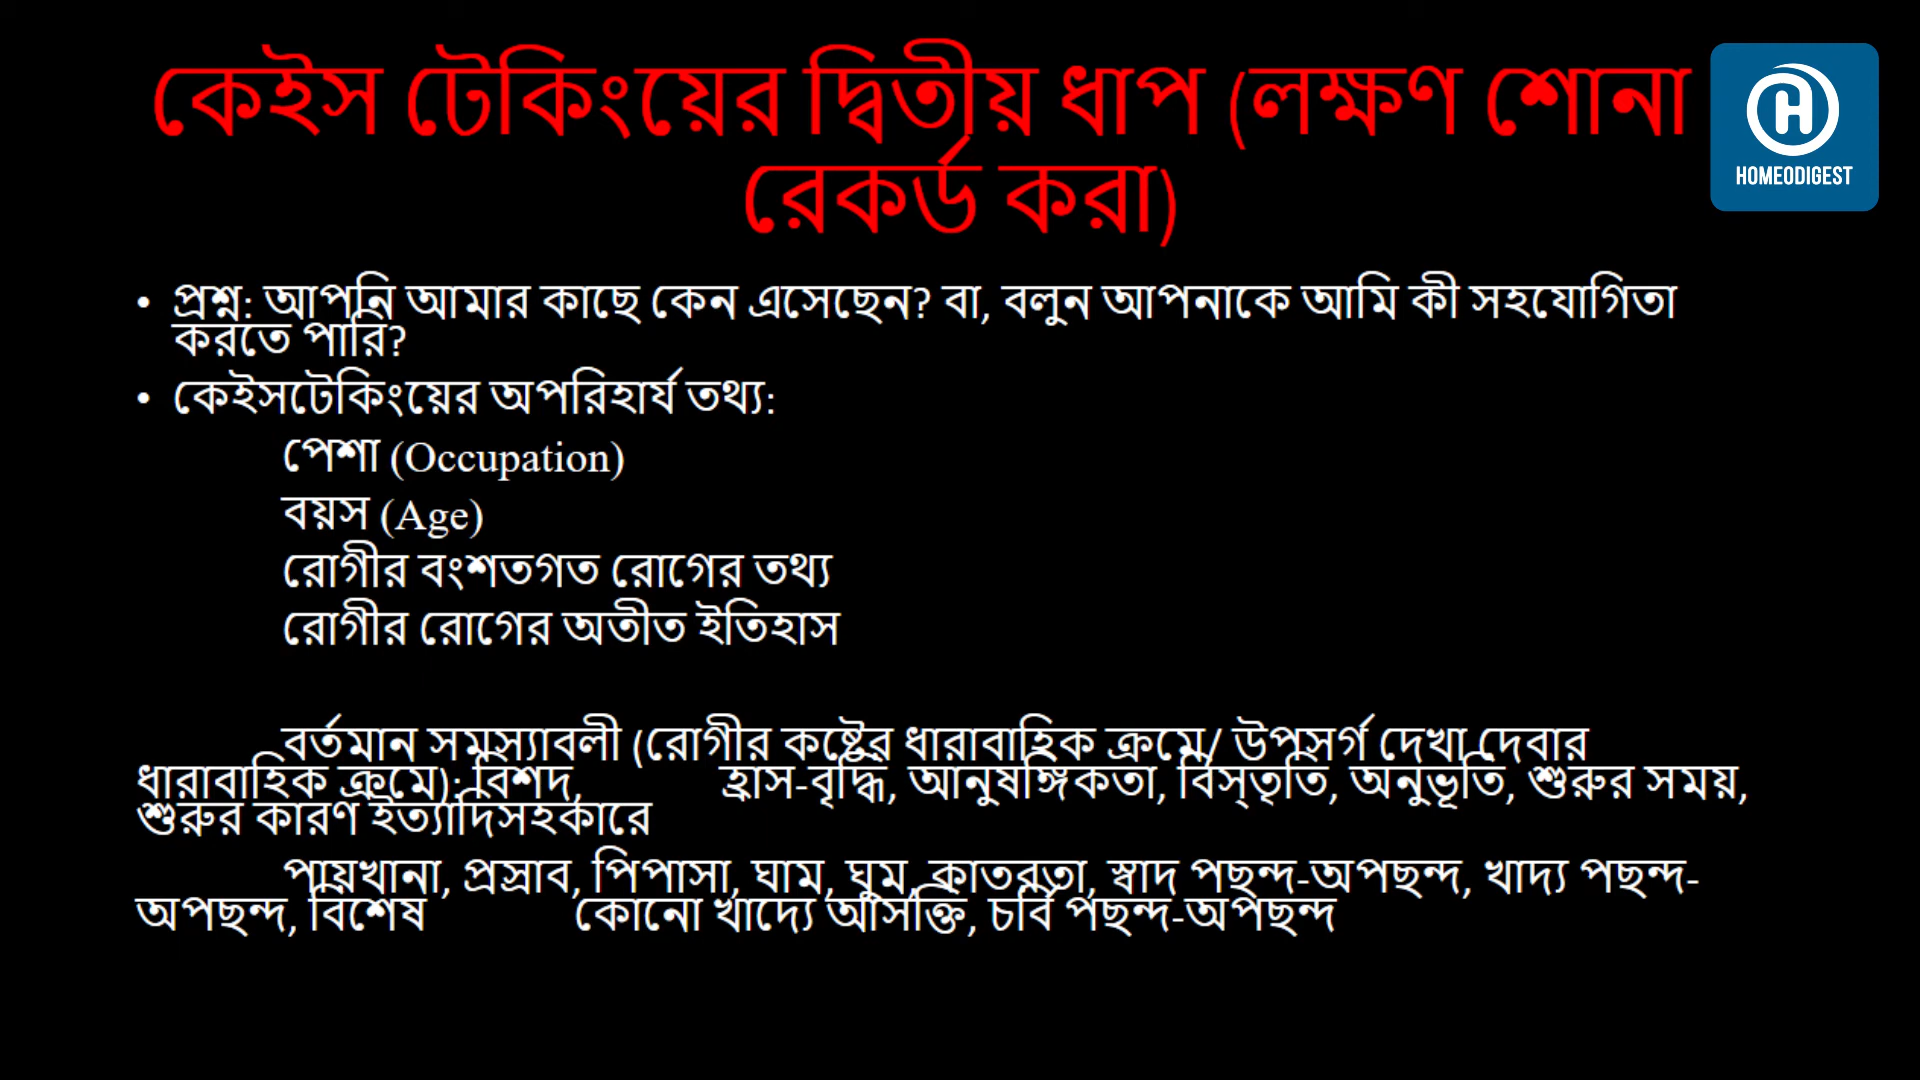 কেইস টেকিংয়ের দ্বিতীয় ধাপ (লক্ষণ শোনা
রেকর্ড করা)
HOMEODIGEST
• প্রশ্ন: আপনি আমার কাছে কেন এসেছেন? বা, বলুন আপনাকে আমি কী সহযোগিতা
করতে পারি?
• কেইসটেকিংয়ের অপরিহার্য তথ্য:
পেশা (Occupation)
বয়স (Age)
রোগীর বংশতগত রোগের তথ্য
রোগীর রোগের অতীত ইতিহাস
বর্তমান সমস্যাবলী (রোগীর কষ্টের ধারাবাহিক ক্রমে/ উপসর্গ দেখা দেবার
ধারাবাহিক ক্রমে): বিশদ, হ্রাস-বৃদ্ধি, আনুষঙ্গিকতা, বিস্তৃতি, অনুভূতি, শুরুর সময়,
শুরুর কারণ ইত্যাদিসহকারে
পায়খানা, প্রস্রাব, পিপাসা, ঘাম, ঘুম, কাতরতা, স্বাদ পছন্দ-অপছন্দ, খাদ্য পছন্দ-
অপছন্দ, বিশেষ কোনো খাদ্যে আসক্তি, চর্বি পছন্দ-অপছন্দ